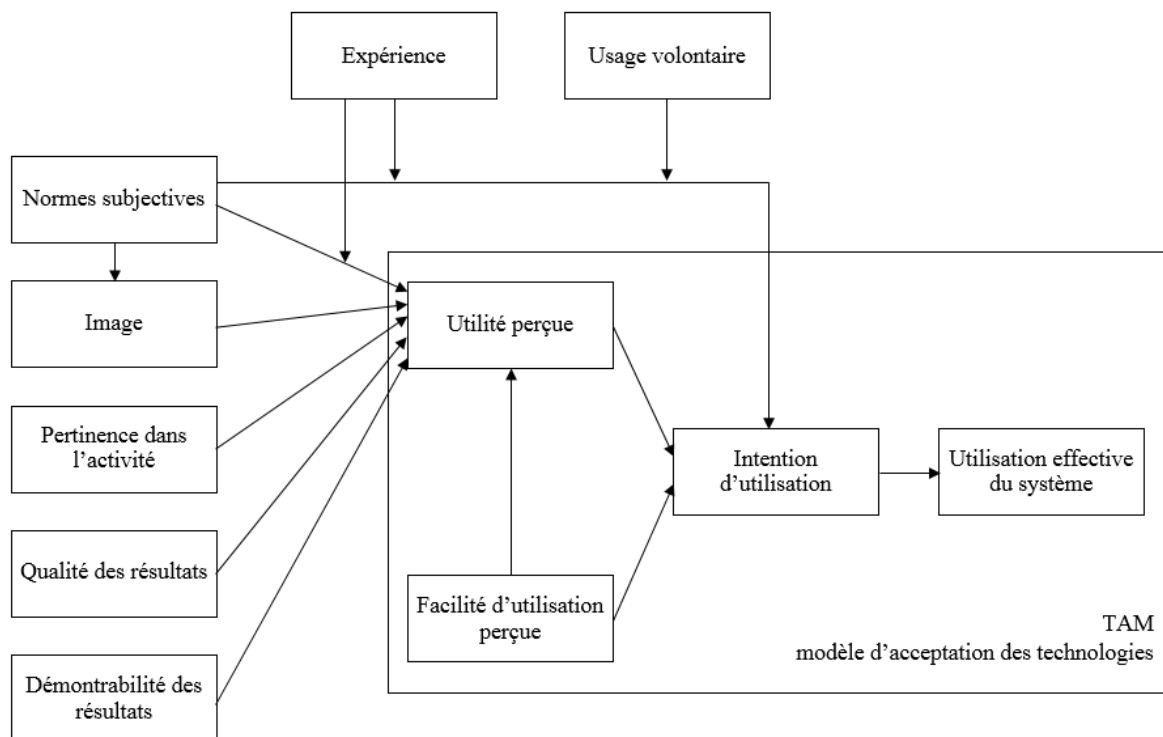 Expérience
Usage volontaire
Normes subjectives
Image
Utilité perçue
Pertinence dans
l’activité
Intention
d’utilisation
Utilisation effective
du système
Qualité des résultats
Facilité d’utilisation
perçue
TAM
modèle d’acceptation des technologies
Démontrabilité des
résultats